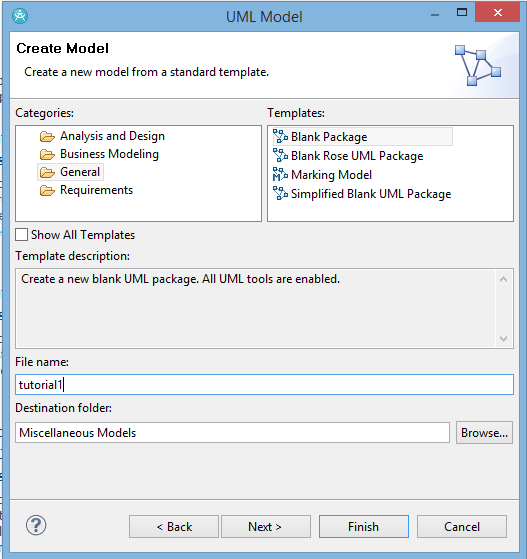 UML Model
Create Model
Create a new model from a standard template.
Categories:
Analysis and Design
Business Modeling
General
Requirements
Templates:
Blank Package
Blank Rose UML Package
Marking Model
Simplified Blank UML Package
Show All Templates
Template description:
Create a new blank UML package. All UML tools are enabled.
File name:
tutorial1
Destination folder:
Miscellaneous Models
Browse...
< Back
Next >
Finish
Cancel